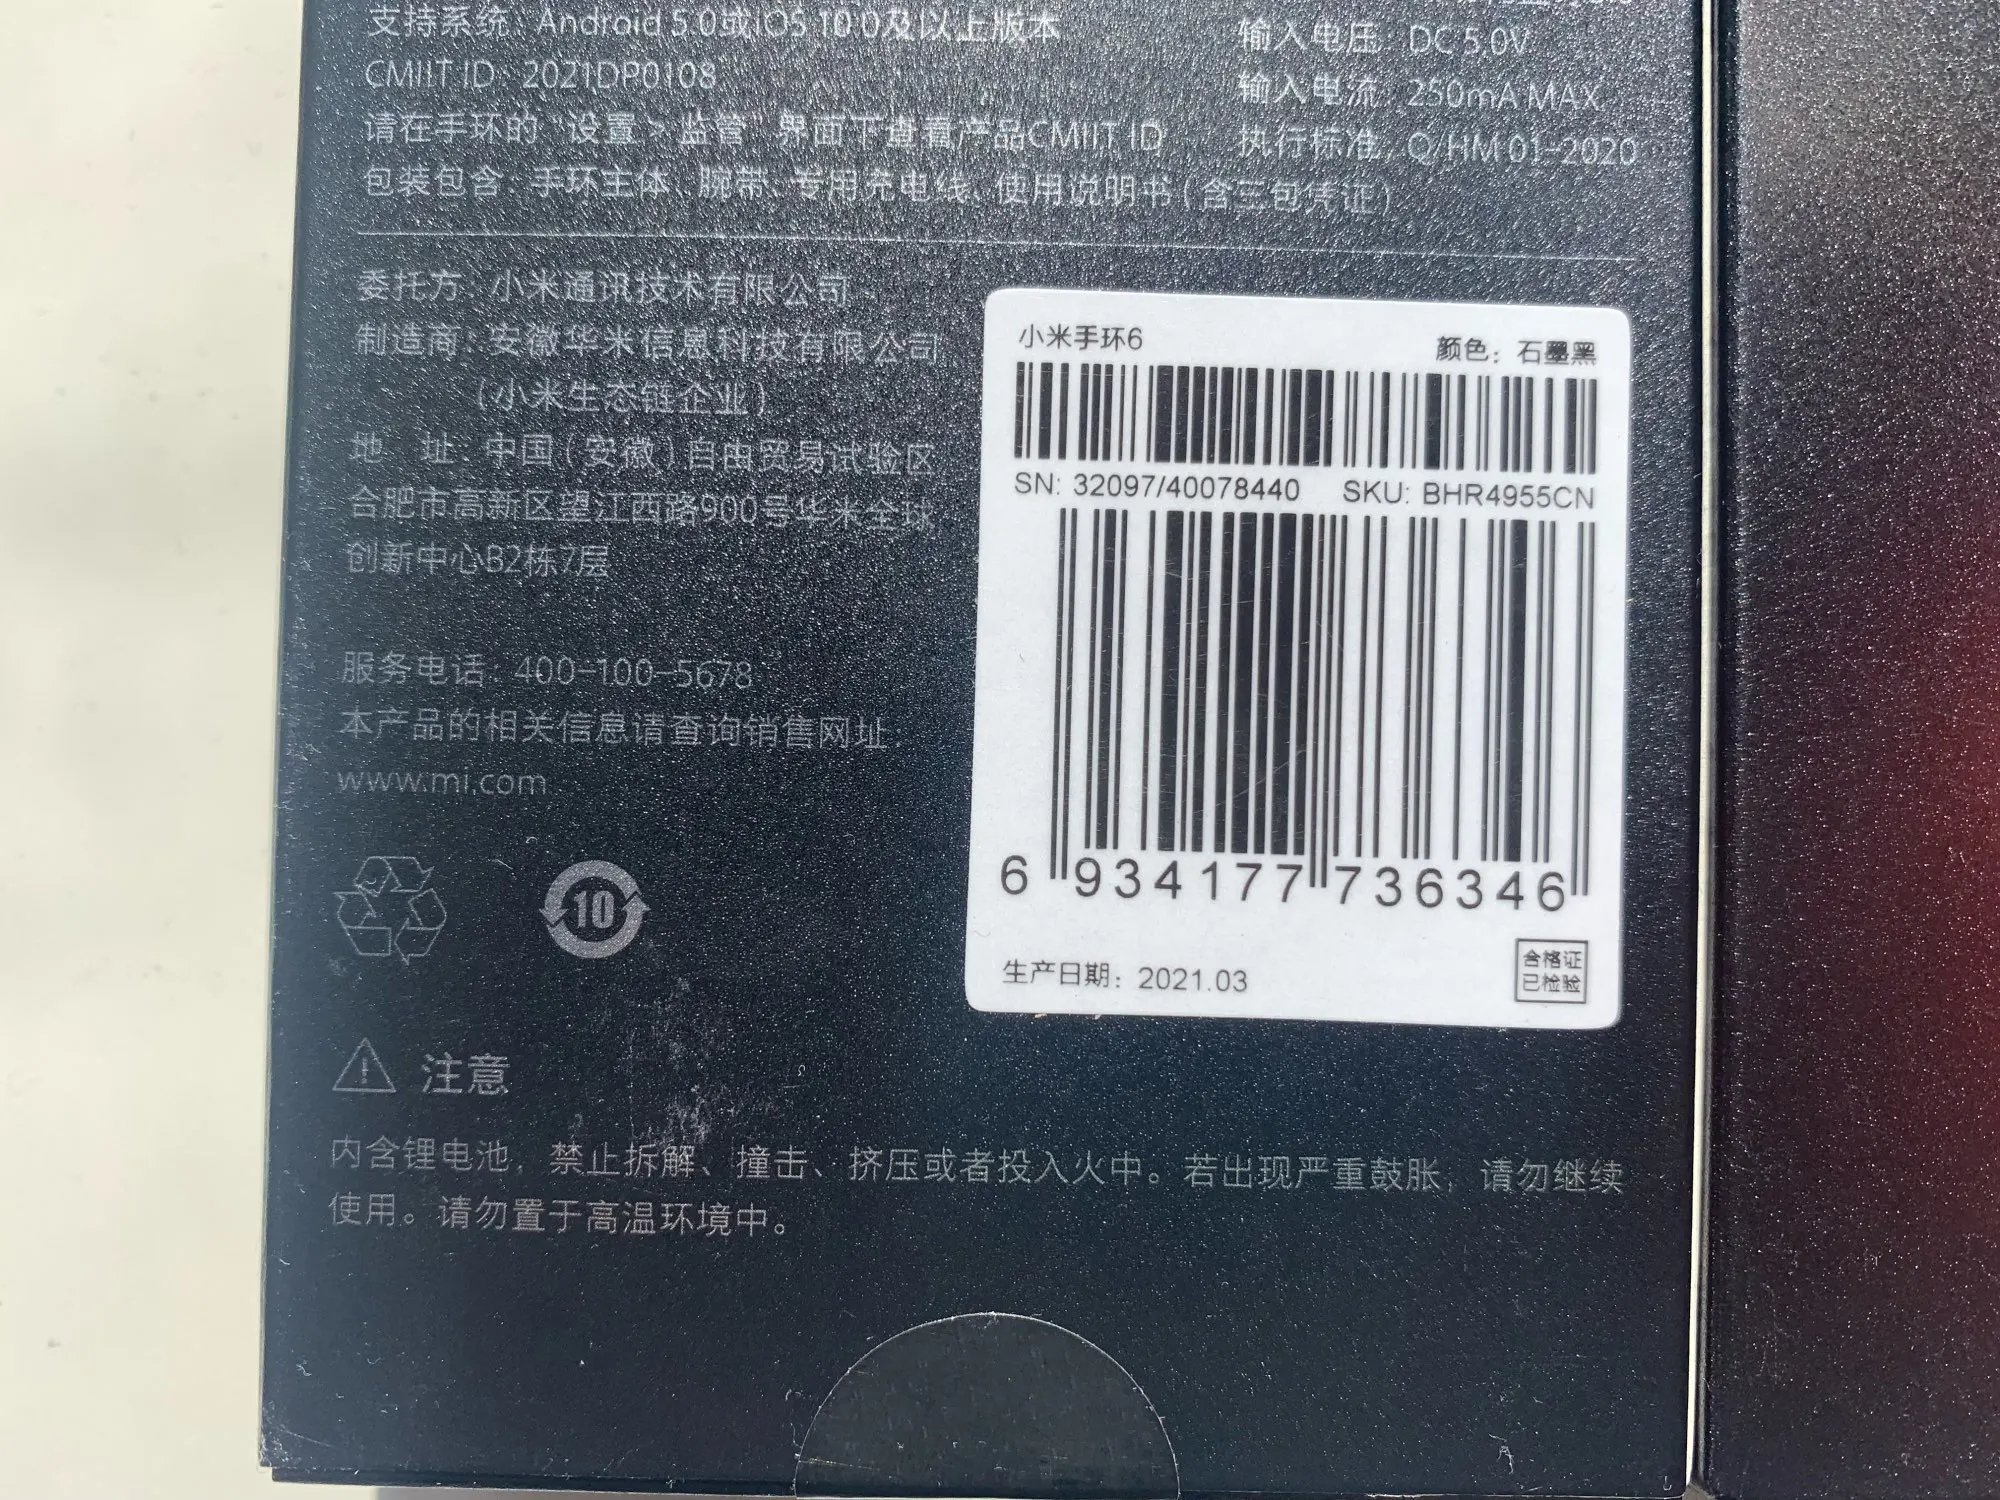 支持系统：Android 5.0或iOS 10.0及以上版本
CMIIT ID：2021DP0108
请在手环的“设置>监管”界面下查看产品CMIIT ID
包装包含：手环主体、腕带、专用充电线、使用说明书（含三包凭证）
输入电压：DC 5.0V
输入电流：250mA MAX
执行标准：Q/HM 01-2020
委托方：小米通讯技术有限公司
制造商：安徽华米信息科技有限公司
（小米生态链企业）
地 址：中国（安徽）自由贸易试验区
合肥市高新区望江西路900号华米全球
创新中心B2栋7层
服务电话：400-100-5678
本产品的相关信息请查询销售网址：
www.mi.com
10
小米手环6
颜色：石墨黑
SN: 32097/40078440
SKU: BHR4955CN
6 934177 736346
生产日期：2021.03
合格证
已检验
注意
内含锂电池，禁止拆解、撞击、挤压或者投入火中。若出现严重鼓胀，请勿继续
使用。请勿置于高温环境中。